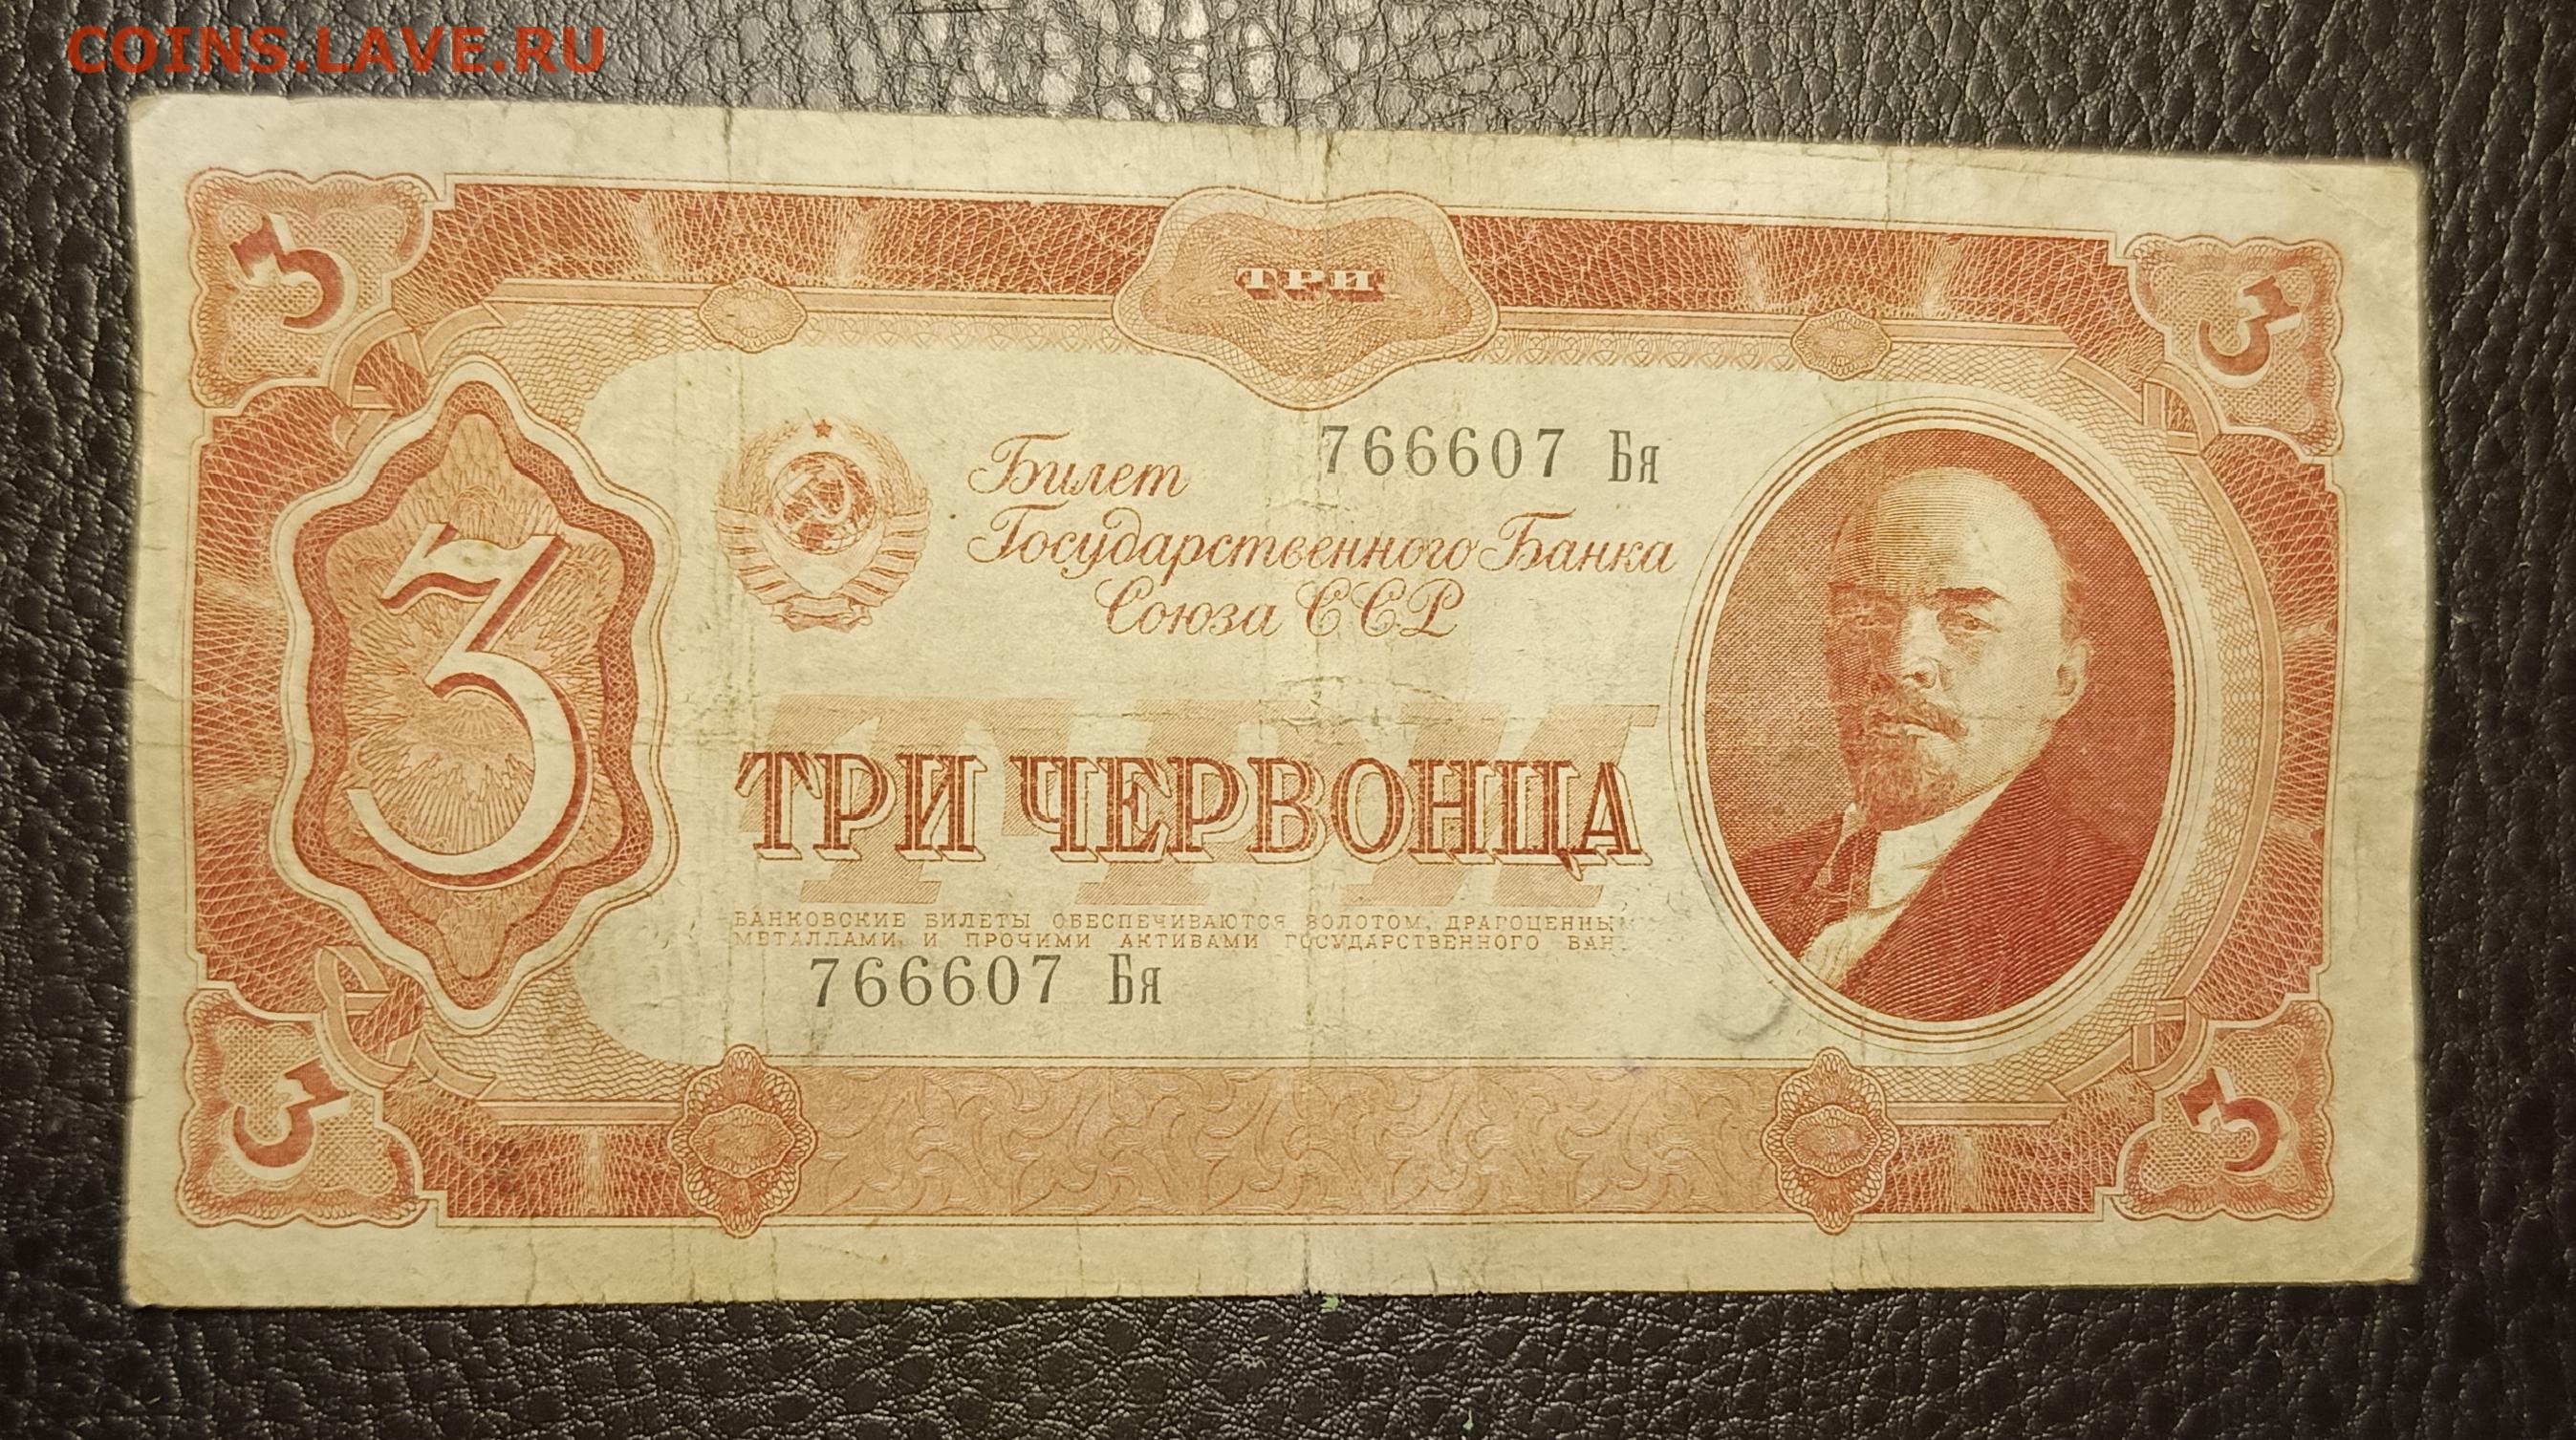 COINS.LAVE.RU
3
ТРИ
3
766607 Бя
Билет
Государственного Банка
Союза ССР
3
ТРИ
ТРИ ЧЕРВОНЦА
БАНКОВСКИЕ БИЛЕТЫ ОБЕСПЕЧИВАЮТСЯ ЗОЛОТОМ, ДРАГОЦЕННЫМ
МЕТАЛЛАМИ И ПРОЧИМИ АКТИВАМИ ГОСУДАРСТВЕННОГО БАН
766607 Бя
3
3